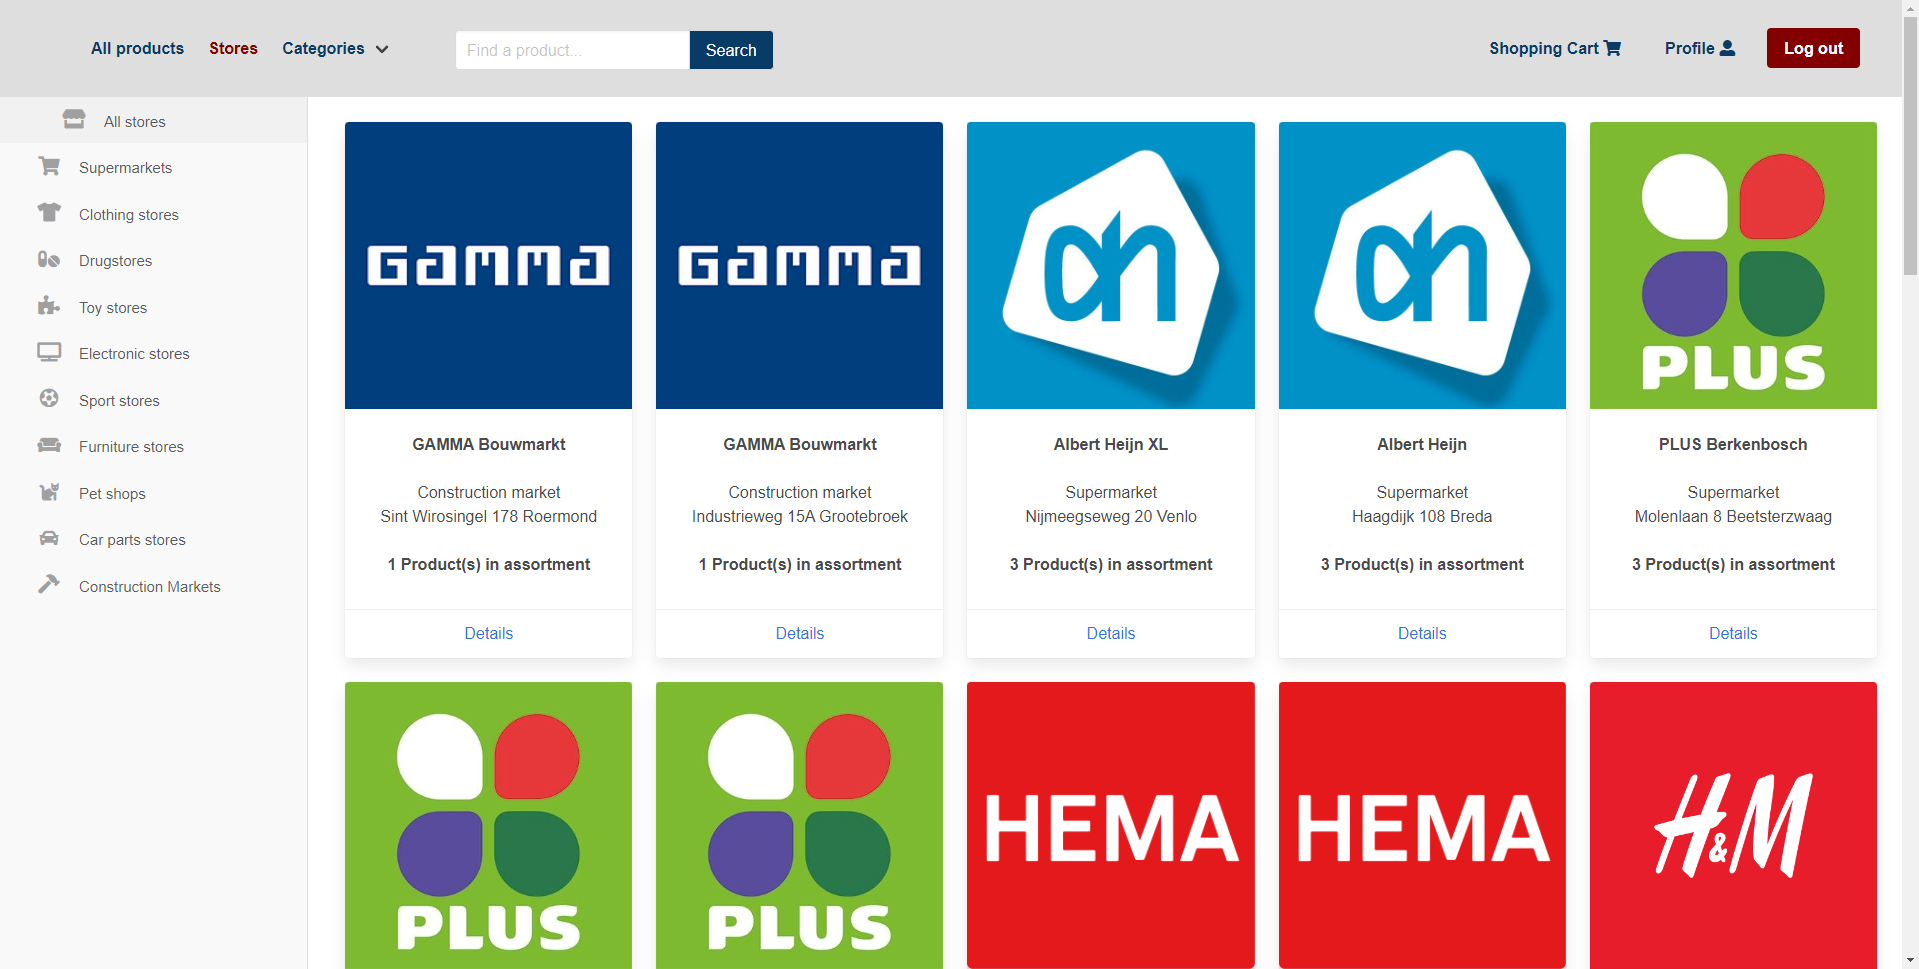 All products
Stores
Categories
Find a product...
Search
Shopping Cart
Profile
Log out
All stores
Supermarkets
Clothing stores
Drugstores
Toy stores
Electronic stores
Sport stores
Furniture stores
Pet shops
Car parts stores
Construction Markets
GAMMA
GAMMA Bouwmarkt
Construction market
Sint Wirosingel 178 Roermond
1 Product(s) in assortment
Details
GAMMA
GAMMA Bouwmarkt
Construction market
Industrieweg 15A Grootebroek
1 Product(s) in assortment
Details
ah
Albert Heijn XL
Supermarket
Nijmeegseweg 20 Venlo
3 Product(s) in assortment
Details
ah
Albert Heijn
Supermarket
Haagdijk 108 Breda
3 Product(s) in assortment
Details
PLUS
PLUS Berkenbosch
Supermarket
Molenlaan 8 Beetsterzwaag
3 Product(s) in assortment
Details
PLUS
PLUS
HEMA
HEMA
H&M